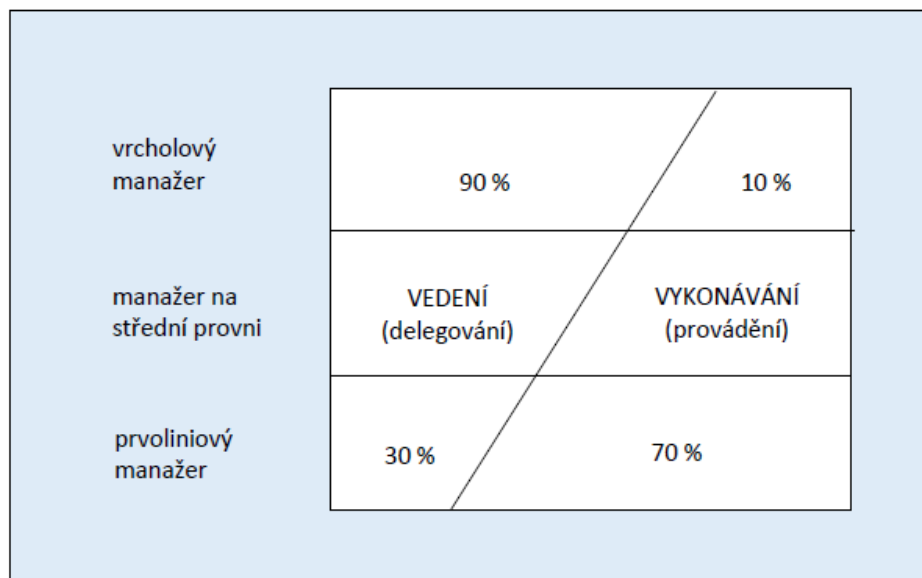 vrcholový
manažer
90 %
10 %
manažer na
střední provni
VEDENÍ
(delegování)
VYKONÁVÁNÍ
(provádění)
prvoliniový
manažer
30 %
70 %